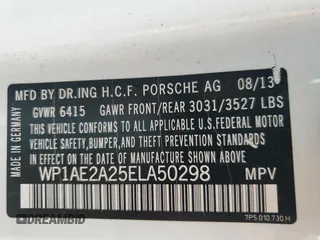 MFD BY DR.ING H.C.F. PORSCHE AG 08/13
GVWR 6415 GAWR FRONT/REAR 3031/3527 LBS
THIS VEHICLE CONFORMS TO ALL APPLICABLE
U.S.FEDERAL MOTOR
VEHICLE SAFETY,BUMPER,AND THEFT PREVENTION STANDARDS
IN EFFECT ON THE DATE OF MANUFACTURE SHOWN ABOVE.
WP1AE2A25ELA50298 MPV
MADE IN GERMANY
7P5.010.730.H
DREAMBID